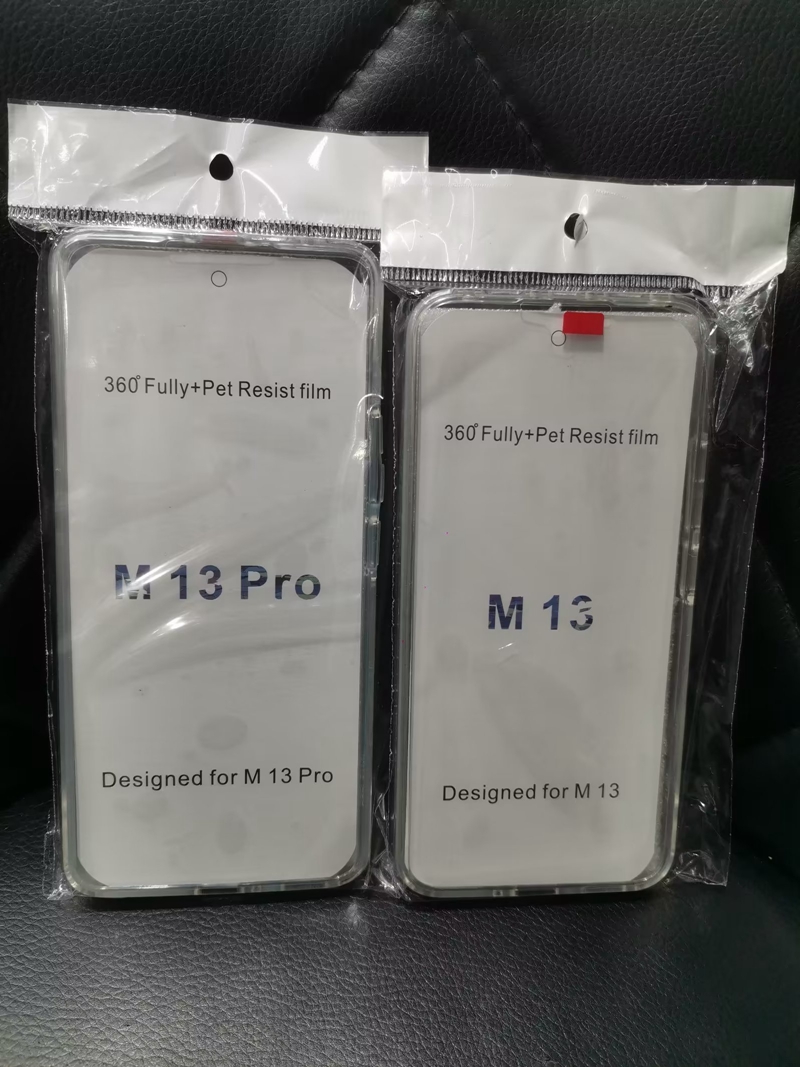 360° Fully+Pet Resist film
M 13 Pro
Designed for M 13 Pro
360° Fully+Pet Resist film
M 13
Designed for M 13